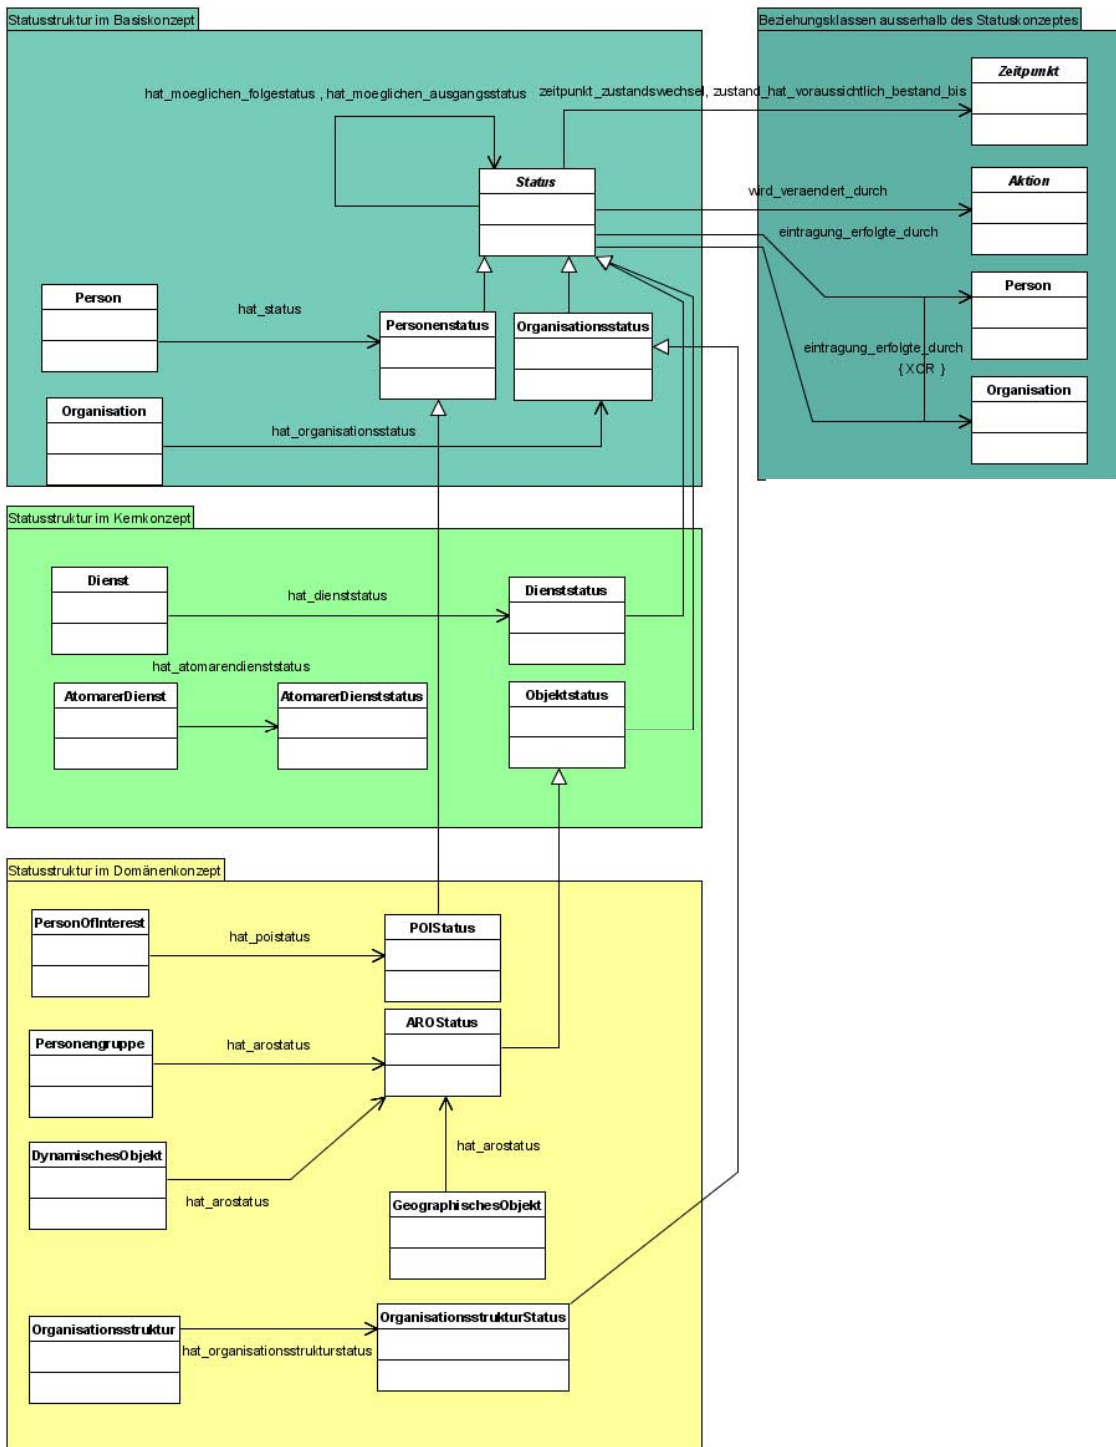 Statusstruktur im Basiskonzept
Beziehungsklassen ausserhalb des Statuskonzeptes
hat_moeglichen_folgestatus , hat_moeglichen_ausgangsstatus
zeitpunkt_zustandswechsel, zustand_hat_voraussichtlich_bestand_bis
Zeitpunkt
Status
wird_veraendert_durch
Aktion
eintragung_erfolgte_durch
Person
hat_status
Personenstatus
Organisationsstatus
Person
eintragung_erfolgte_durch
{ XOR }
Organisation
hat_organisationsstatus
Organisation
Statusstruktur im Kernkonzept
Dienst
hat_dienststatus
Dienststatus
hat_atomarendienststatus
AtomarerDienst
AtomarerDienststatus
Objektstatus
Statusstruktur im Domänenkonzept
PersonOfInterest
hat_poistatus
POIStatus
Personengruppe
hat_arostatus
AROStatus
DynamischesObjekt
hat_arostatus
hat_arostatus
GeographischesObjekt
Organisationsstruktur
hat_organisationsstrukturstatus
OrganisationsstrukturStatus